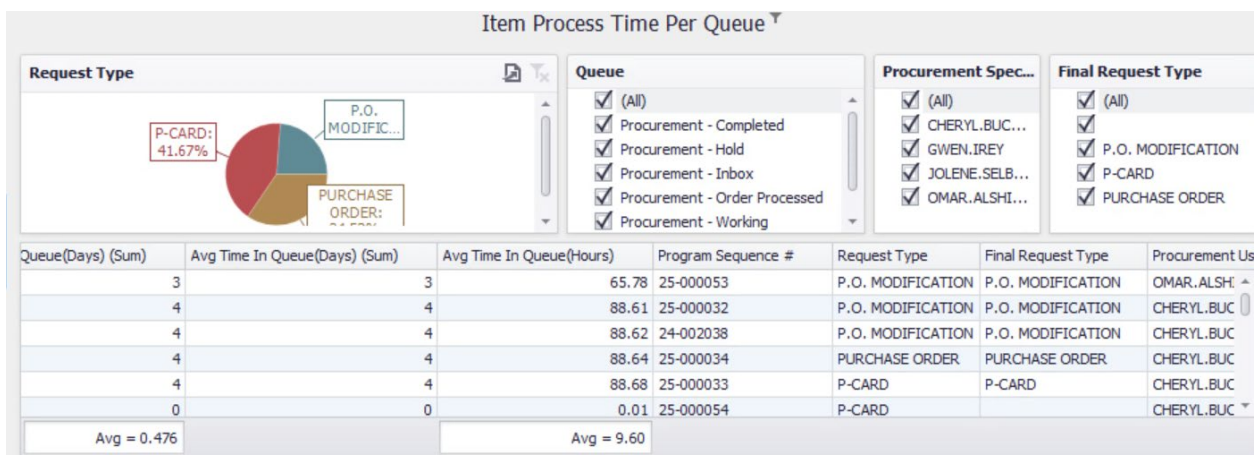 Item Process Time Per Queue
Request Type
P-CARD:
41.67%
P.O.
MODIFIC...
PURCHASE
ORDER:
Queue
(All)
Procurement - Completed
Procurement - Hold
Procurement - Inbox
Procurement - Order Processed
Procurement - Working
Procurement Spec...
(All)
CHERYL.BUC...
GWEN.IREY
JOLENE.SELB...
OMAR.ALSHI...
Final Request Type
(All)
P.O. MODIFICATION
P-CARD
PURCHASE ORDER
Queue(Days) (Sum) Avg Time In Queue(Days) (Sum) Avg Time In Queue(Hours) Program Sequence # Request Type Final Request Type Procurement Us
3 3 65.78 25-000053 P.O. MODIFICATION P.O. MODIFICATION OMAR.ALSHI
4 4 88.61 25-000032 P.O. MODIFICATION P.O. MODIFICATION CHERYL.BUC
4 4 88.62 24-002038 P.O. MODIFICATION P.O. MODIFICATION CHERYL.BUC
4 4 88.64 25-000034 PURCHASE ORDER PURCHASE ORDER CHERYL.BUC
4 4 88.68 25-000033 P-CARD P-CARD CHERYL.BUC
0 0 0.01 25-000054 P-CARD CHERYL.BUC
Avg = 0.476 Avg = 9.60